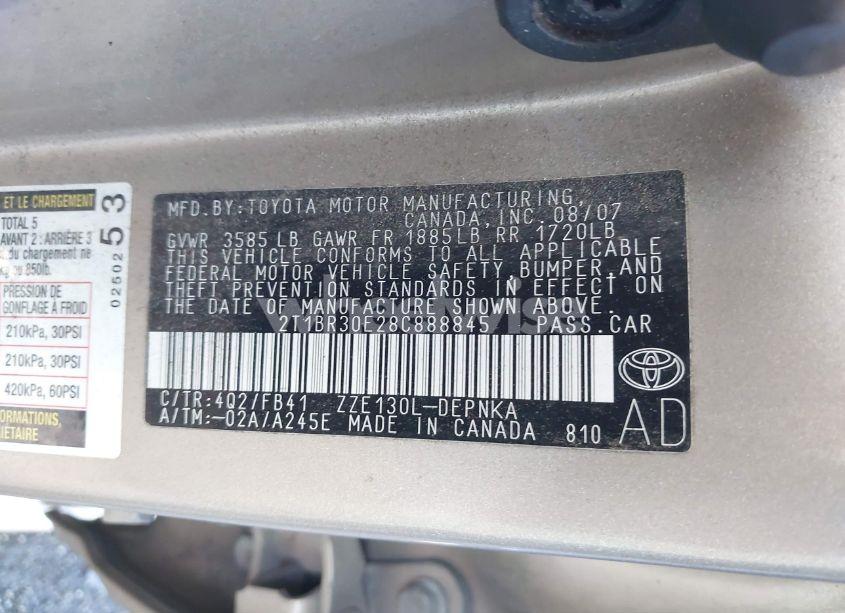 ET LE CHARGEMENT
TOTAL 5
AVANT 2 : ARRIÈRE 3
du chargement ne
850lb.
PRESSION DE
GONFLAGE À FROID
210kPa, 30PSI
210kPa, 30PSI
420kPa, 60PSI
02502 53
MFD.BY:TOYOTA MOTOR MANUFACTURING,
CANADA, INC. 08/07
GVWR 3585 LB GAWR FR 1885LB RR 1720LB
THIS VEHICLE CONFORMS TO ALL APPLICABLE
FEDERAL MOTOR VEHICLE SAFETY, BUMPER, AND
THEFT PREVENTION STANDARDS IN EFFECT ON
THE DATE OF MANUFACTURE SHOWN ABOVE.
2T1BR30E28C888845 PASS.CAR
C/TR:4Q2/FB41 ZZE130L-DEPNKA
A/TM:-02A/A245E MADE IN CANADA 810
AD